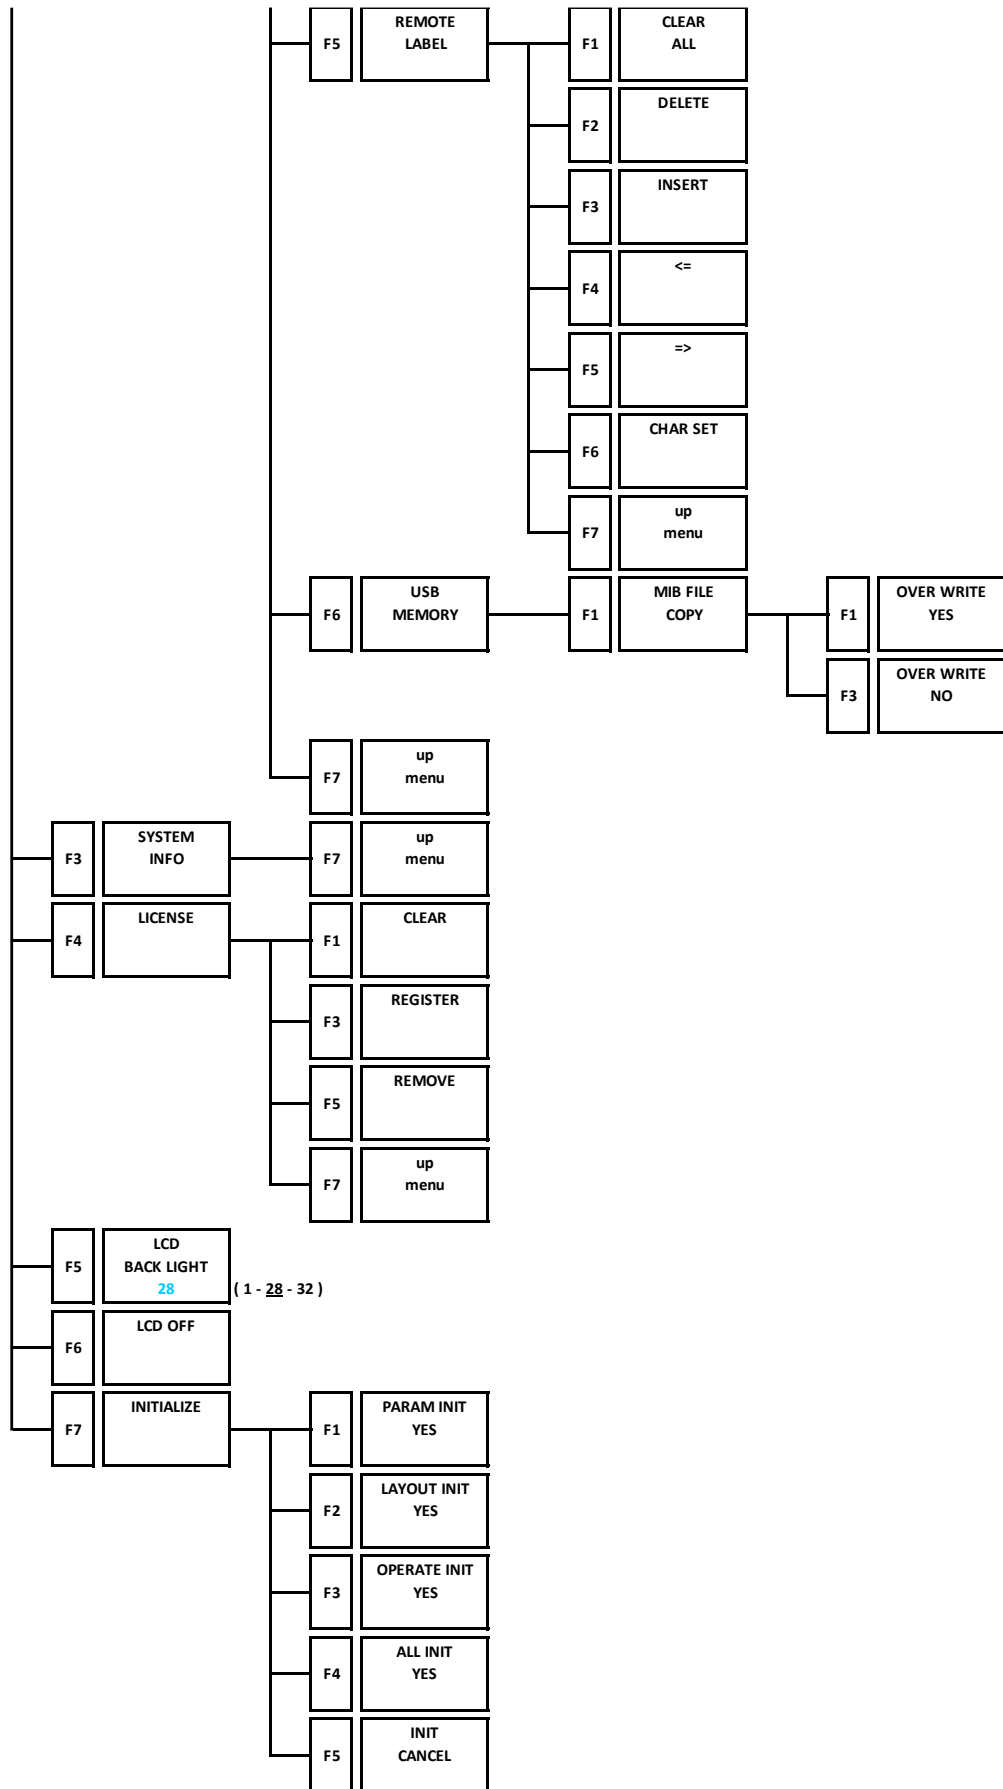 F5
REMOTE
LABEL
F1
CLEAR
ALL
F2
DELETE
F3
INSERT
F4
<=
F5
=>
F6
CHAR SET
F7
up
menu
F6
USB
MEMORY
F1
MIB FILE
COPY
F1
OVER WRITE
YES
F3
OVER WRITE
NO
F7
up
menu
F3
SYSTEM
INFO
F7
up
menu
F4
LICENSE
F1
CLEAR
F3
REGISTER
F5
REMOVE
F7
up
menu
F5
LCD
BACK LIGHT
28
( 1 - 28 - 32 )
F6
LCD OFF
F7
INITIALIZE
F1
PARAM INIT
YES
F2
LAYOUT INIT
YES
F3
OPERATE INIT
YES
F4
ALL INIT
YES
F5
INIT
CANCEL